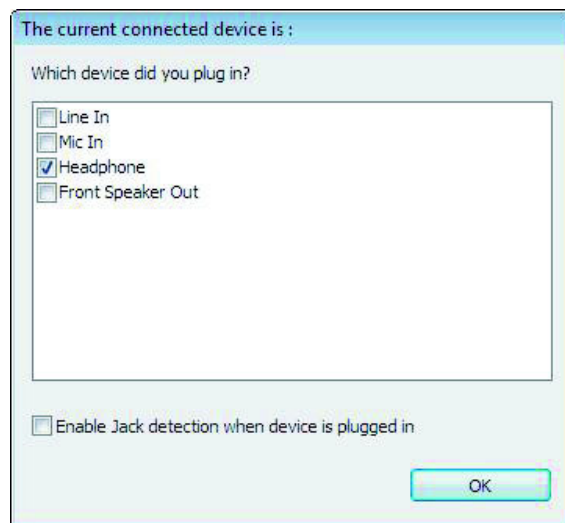 The current connected device is :
Which device did you plug in?
Line In
Mic In
Headphone
Front Speaker Out
Enable Jack detection when device is plugged in
OK